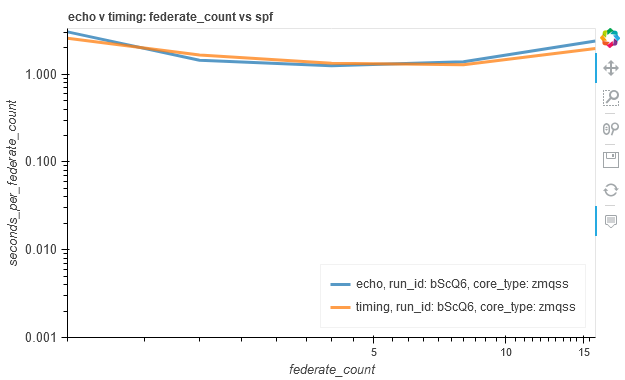 echo v timing: federate_count vs spf
1.000
0.100
0.010
0.001
seconds_per_federate_count
echo, run_id: bScQ6, core_type: zmqss
timing, run_id: bScQ6, core_type: zmqss
5
10
15
federate_count